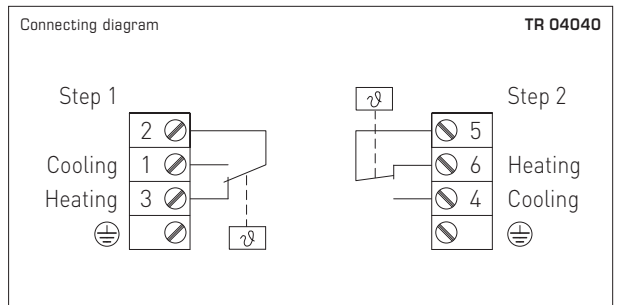 Connecting diagram TR 04040
Step 1
2
Cooling 1
Heating 3
ϑ
ϑ
Step 2
5
6 Heating
4 Cooling